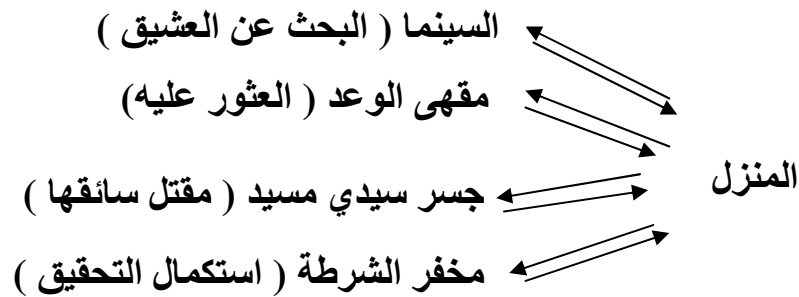 السينما ( البحث عن العشيق )
مقهى الوعد ( العثور عليه)
المنزل
جسر سيدي مسيد ( مقتل سائقها )
مخفر الشرطة ( استكمال التحقيق )